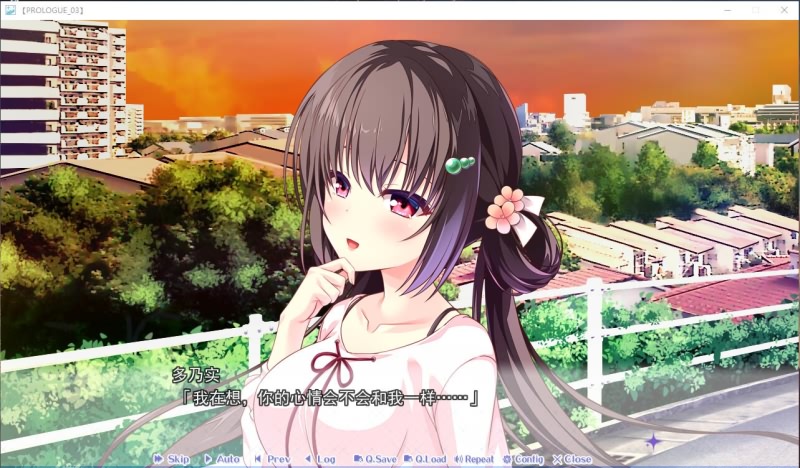 【PROLOGUE_03】
多乃实
「我在想，你的心情会不会和我一样……」
Skip Auto Prev Log Q.Save Q.Load Repeat Config Close